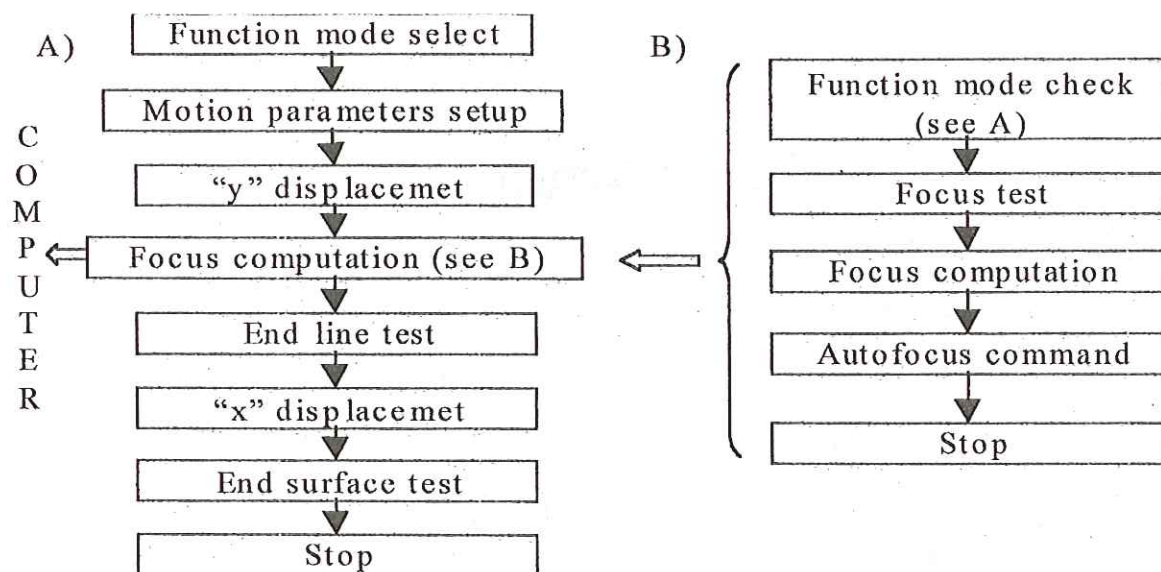 A)
Function mode select
Motion parameters setup
“y” displacemet
Focus computation (see B)
End line test
“x” displacemet
End surface test
Stop
COMPUTER
B)
Function mode check
(see A)
Focus test
Focus computation
Autofocus command
Stop